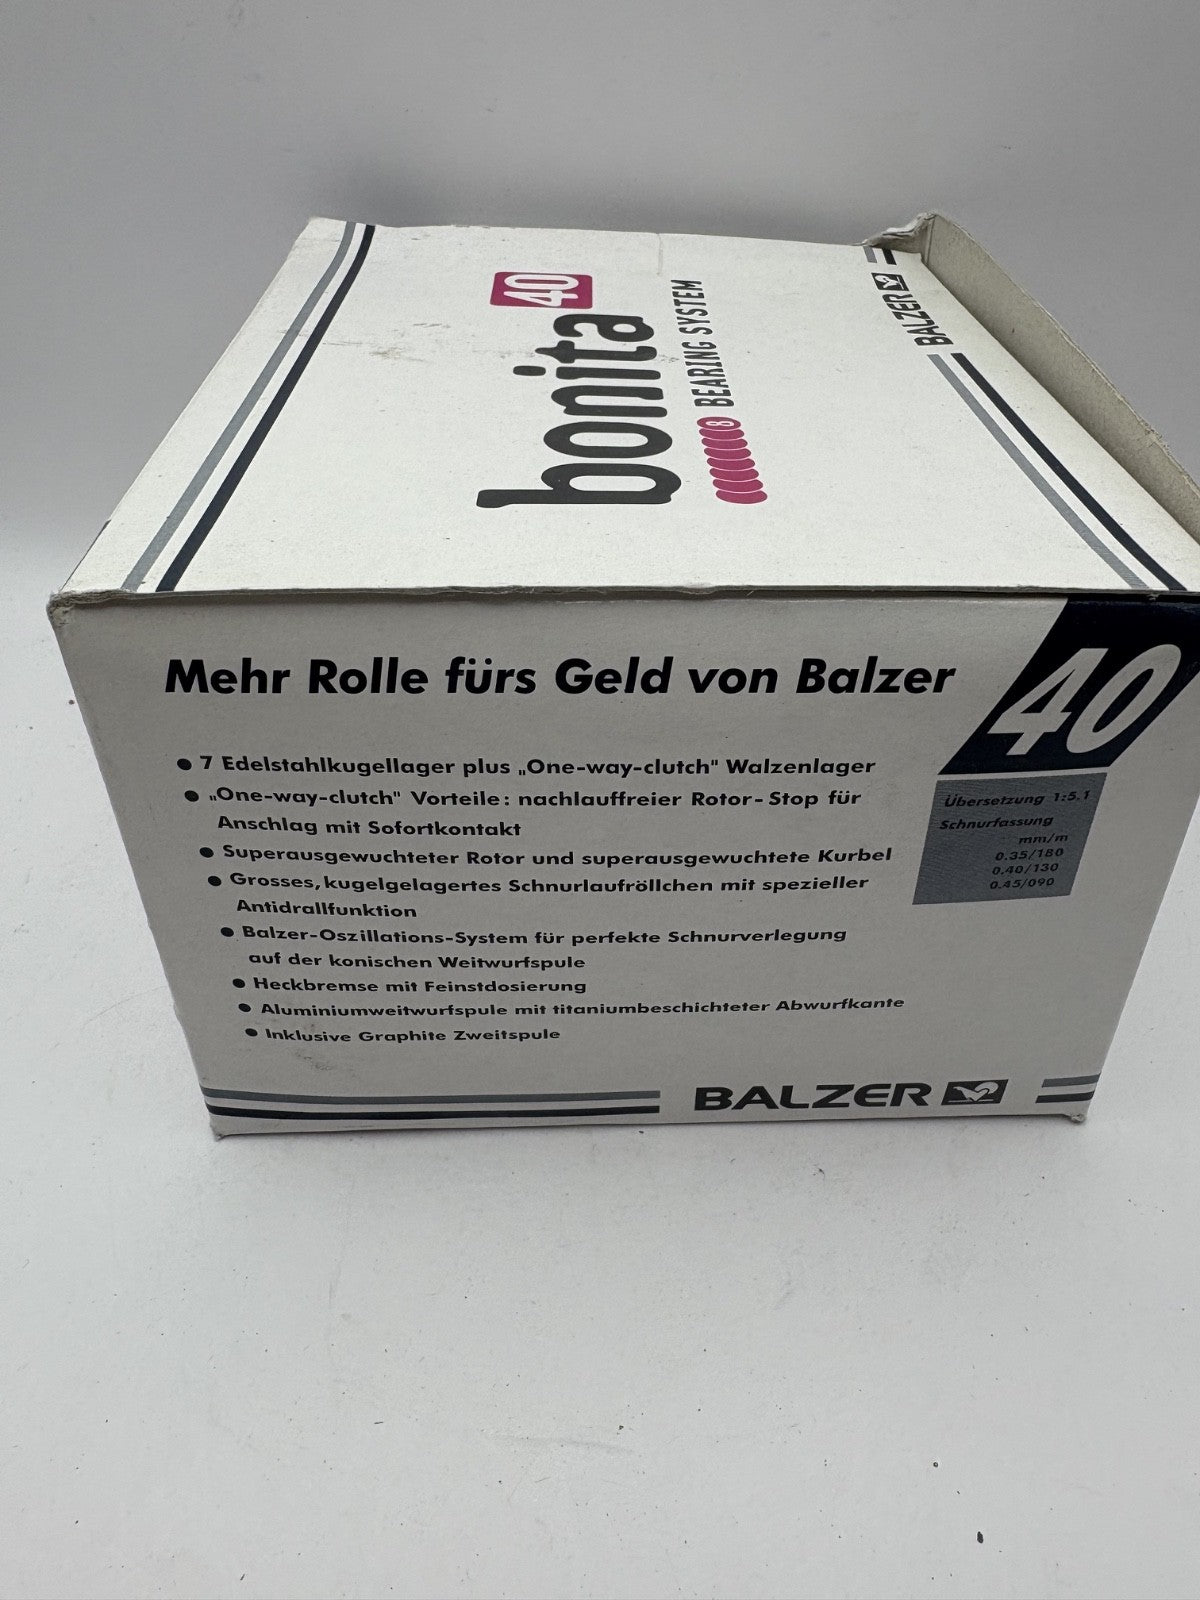 bonita 40
8 BEARING SYSTEM
BALZER
Mehr Rolle fürs Geld von Balzer
40
• 7 Edelstahlkugellager plus „One-way-clutch" Walzenlager
• „One-way-clutch" Vorteile: nachlauffreier Rotor-Stop für
Anschlag mit Sofortkontakt
• Superausgewuchteter Rotor und superausgewuchtete Kurbel
• Grosses, kugelgelagertes Schnurlaufröllchen mit spezieller
Antidrallfunktion
• Balzer-Oszillations-System für perfekte Schnurverlegung
auf der konischen Weitwurfspule
• Heckbremse mit Feinstdosierung
• Aluminiumweitwurfspule mit titaniumbeschichteter Abwurfkante
• Inklusive Graphite Zweitspule
Übersetzung 1:5.1
Schnurfassung
mm/m
0.35/180
0.40/130
0.45/090
BALZER